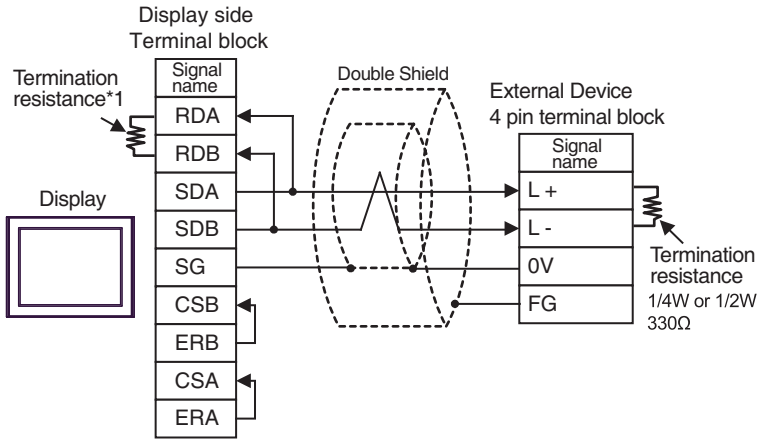 Display side
Terminal block
Termination
resistance*1
Signal
name
RDA
RDB
SDA
SDB
SG
CSB
ERB
CSA
ERA
Display
Double Shield
External Device
4 pin terminal block
Signal
name
L +
L -
0V
FG
Termination
resistance
1/4W or 1/2W
330Ω